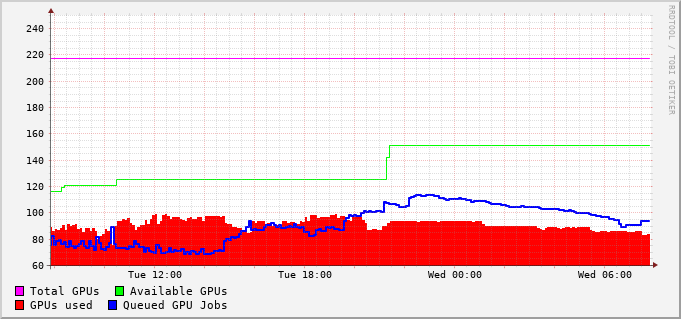 240
220
200
180
160
140
120
100
80
60
Tue 12:00 Tue 18:00 Wed 00:00 Wed 06:00
Total GPUs Available GPUs
GPUs used Queued GPU Jobs
RRDTOOL / TOBI OETIKER